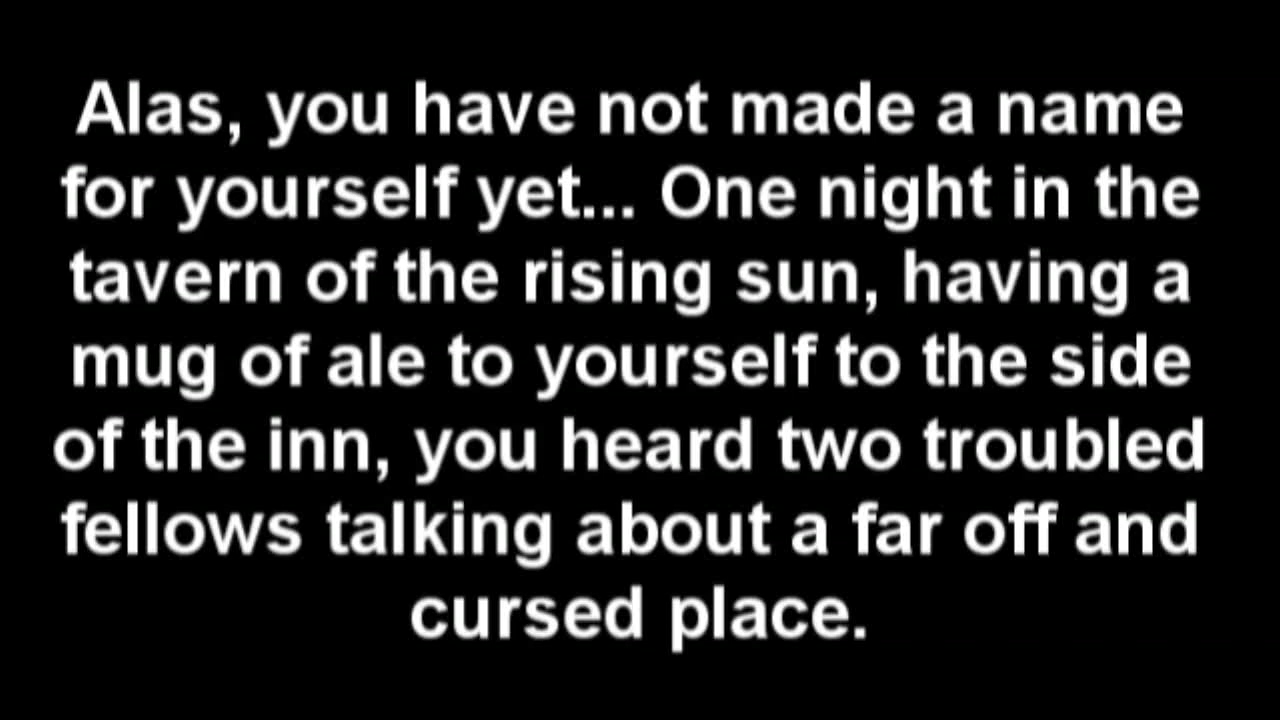 Alas, you have not made a name
for yourself yet... One night in the
tavern of the rising sun, having a
mug of ale to yourself to the side
of the inn, you heard two troubled
fellows talking about a far off and
cursed place.